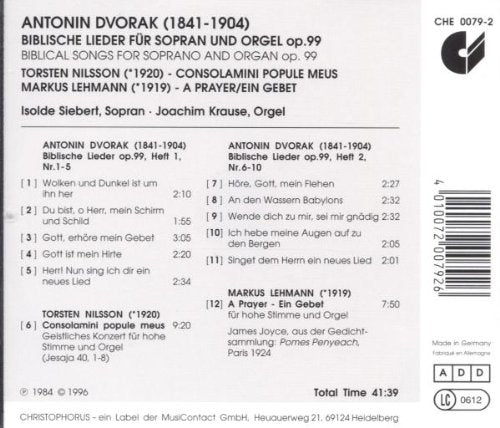 ANTONIN DVORAK (1841-1904)
BIBLISCHE LIEDER FÜR SOPRAN UND ORGEL op.99
BIBLICAL SONGS FOR SOPRANO AND ORGAN op. 99
TORSTEN NILSSON (*1920) - CONSOLAMINI POPULE MEUS
MARKUS LEHMANN (*1919) - A PRAYER/EIN GEBET
Isolde Siebert, Sopran · Joachim Krause, Orgel
CHE 0079-2
ANTONIN DVORAK (1841-1904)
Biblische Lieder op.99, Heft 1,
Nr.1-5
[ 1 ] Wolken und Dunkel ist um
ihn her 2:10
[ 2 ] Du bist, o Herr, mein Schirm
und Schild 1:55
[ 3 ] Gott, erhöre mein Gebet 3:05
[ 4 ] Gott ist mein Hirte 2:20
[ 5 ] Herr! Nun sing ich dir ein
neues Lied 2:34
TORSTEN NILSSON (*1920)
[ 6 ] Consolamini popule meus 9:20
Geistliches Konzert für hohe
Stimme und Orgel
(Jesaja 40, 1-8)
ANTONIN DVORAK (1841-1904)
Biblische Lieder op.99, Heft 2,
Nr.6-10
[ 7 ] Höre, Gott, mein Flehen 2:27
[ 8 ] An den Wassern Babylons 2:32
[ 9 ] Wende dich zu mir, sei mir gnädig 2:32
[10] Ich hebe meine Augen auf zu
den Bergen 2:05
[11] Singet dem Herrn ein neues Lied 2:01
MARKUS LEHMANN (*1919)
[12] A Prayer - Ein Gebet 7:50
für hohe Stimme und Orgel
James Joyce, aus der Gedicht-
sammlung: Pomes Penyeach,
Paris 1924
℗ 1984 © 1996
Total Time 41:39
CHRISTOPHORUS - ein Label der MusiContact GmbH, Heuauerweg 21, 69124 Heidelberg
4 010072 007926
Made in Germany
Fabriqué en Allemagne
A D D
LC 0612